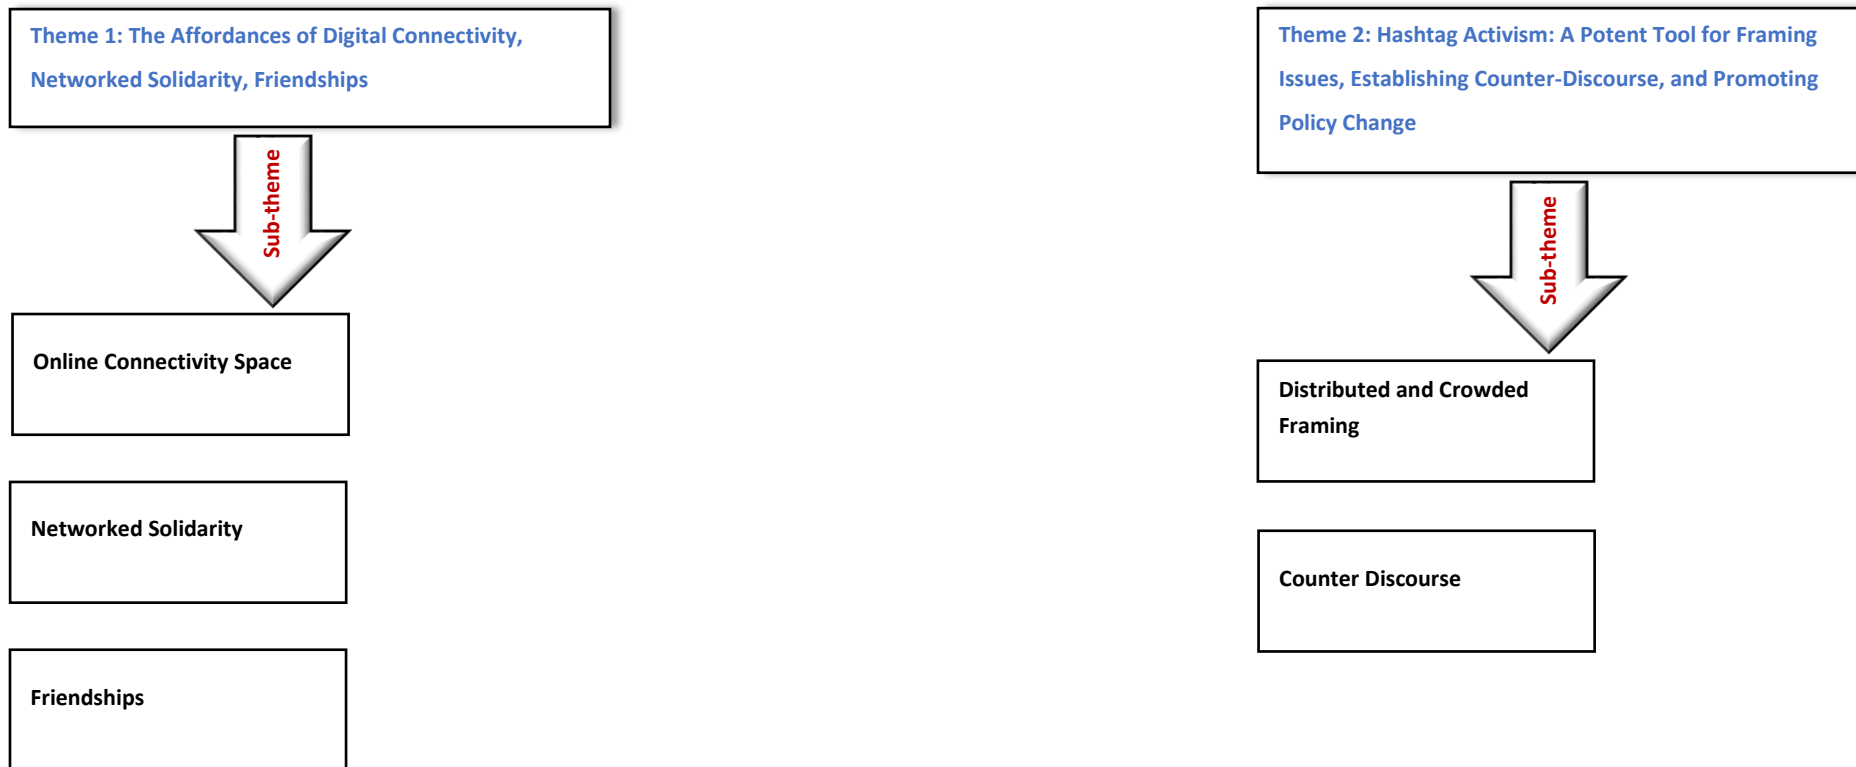 Theme 1: The Affordances of Digital Connectivity,
Networked Solidarity, Friendships
Sub-theme
Online Connectivity Space
Networked Solidarity
Friendships
Theme 2: Hashtag Activism: A Potent Tool for Framing
Issues, Establishing Counter-Discourse, and Promoting
Policy Change
Sub-theme
Distributed and Crowded
Framing
Counter Discourse